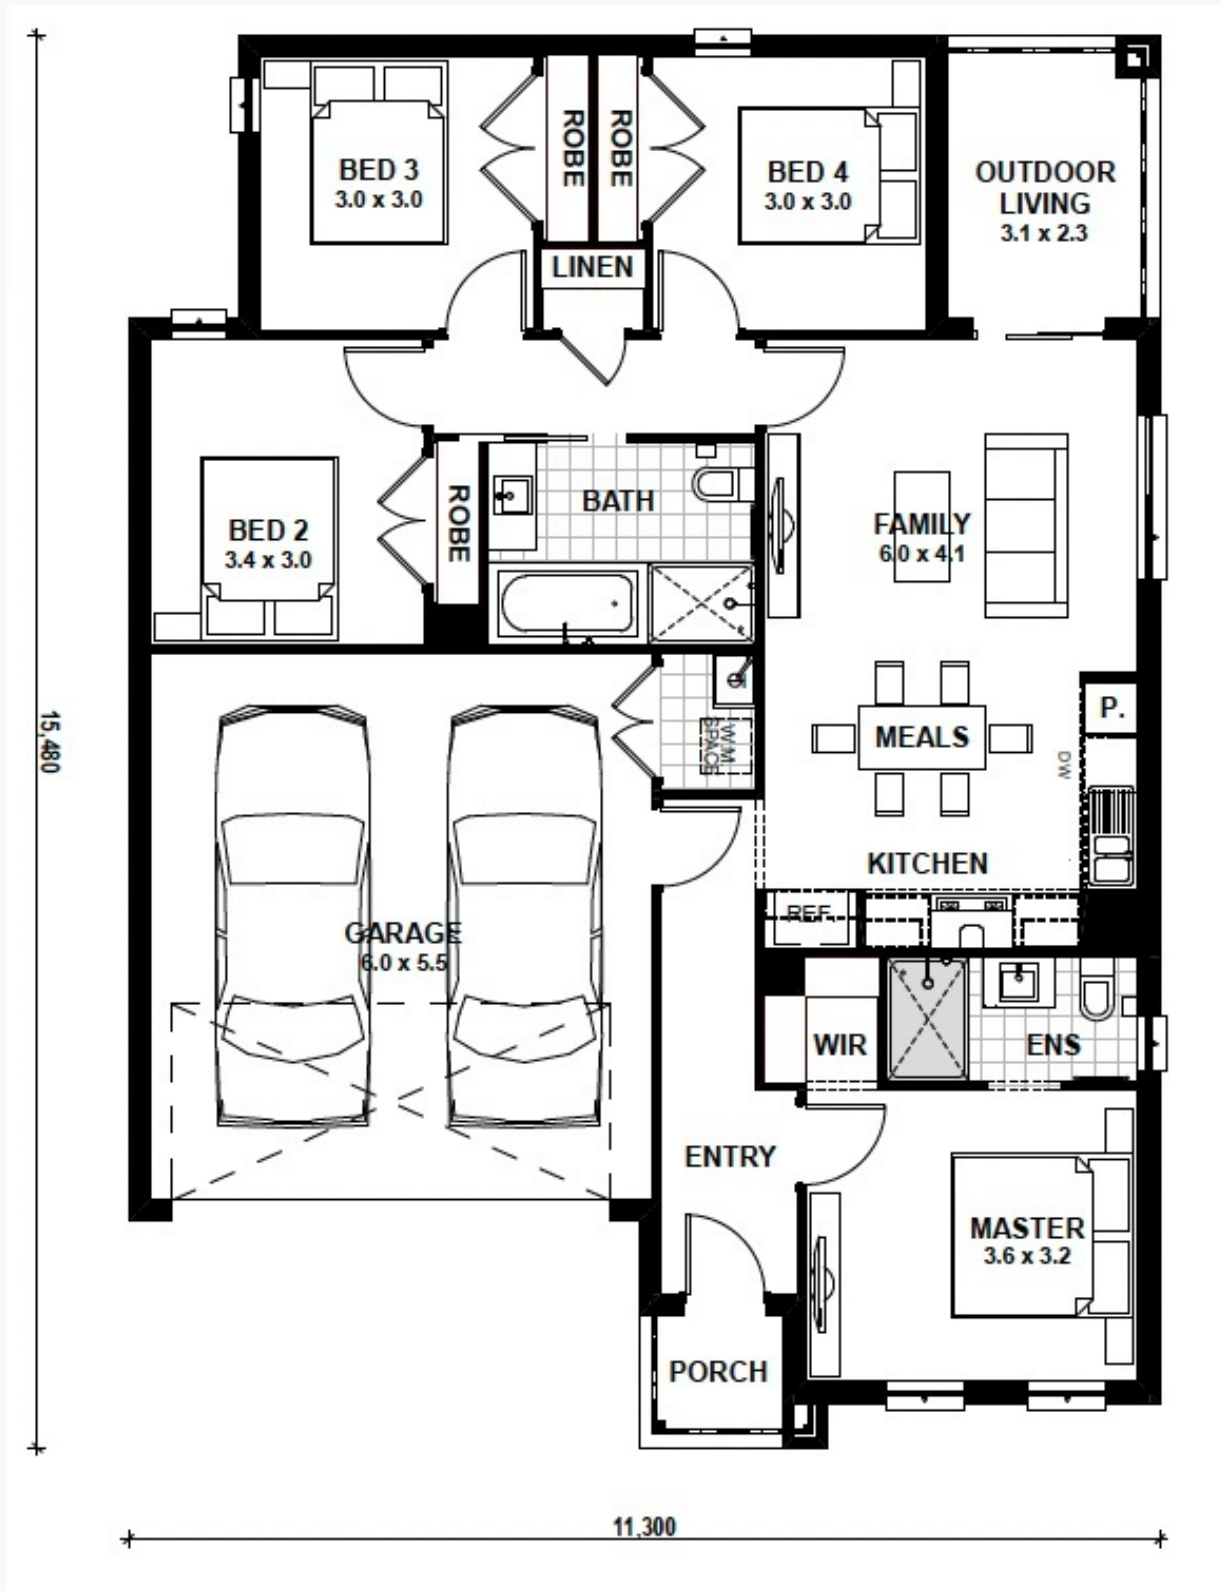 BED 3
3.0 x 3.0
ROBE
ROBE
BED 4
3.0 x 3.0
OUTDOOR
LIVING
3.1 x 2.3
LINEN
BED 2
3.4 x 3.0
ROBE
BATH
FAMILY
6.0 x 4.1
15,480
W.M
SPACE
MEALS
P.
DW
KITCHEN
REF.
GARAGE
6.0 x 5.5
WIR
ENS
ENTRY
MASTER
3.6 x 3.2
PORCH
11,300